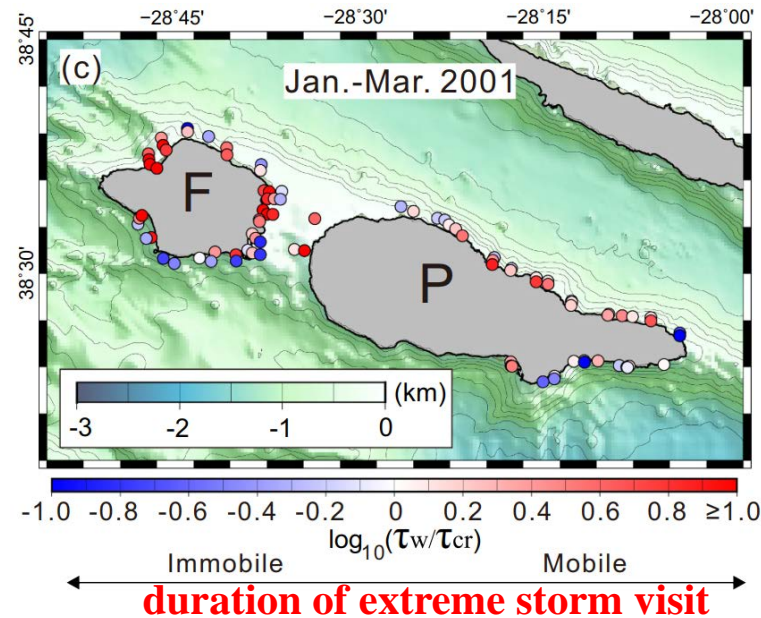 −28°45' −28°30' −28°15' −28°00'
38°45'
(c)
Jan.-Mar. 2001
F
P
38°30'
(km)
-3 -2 -1 0
-1.0 -0.8 -0.6 -0.4 -0.2 0 0.2 0.4 0.6 0.8 ≥1.0
log10(τw/τcr)
Immobile Mobile
duration of extreme storm visit